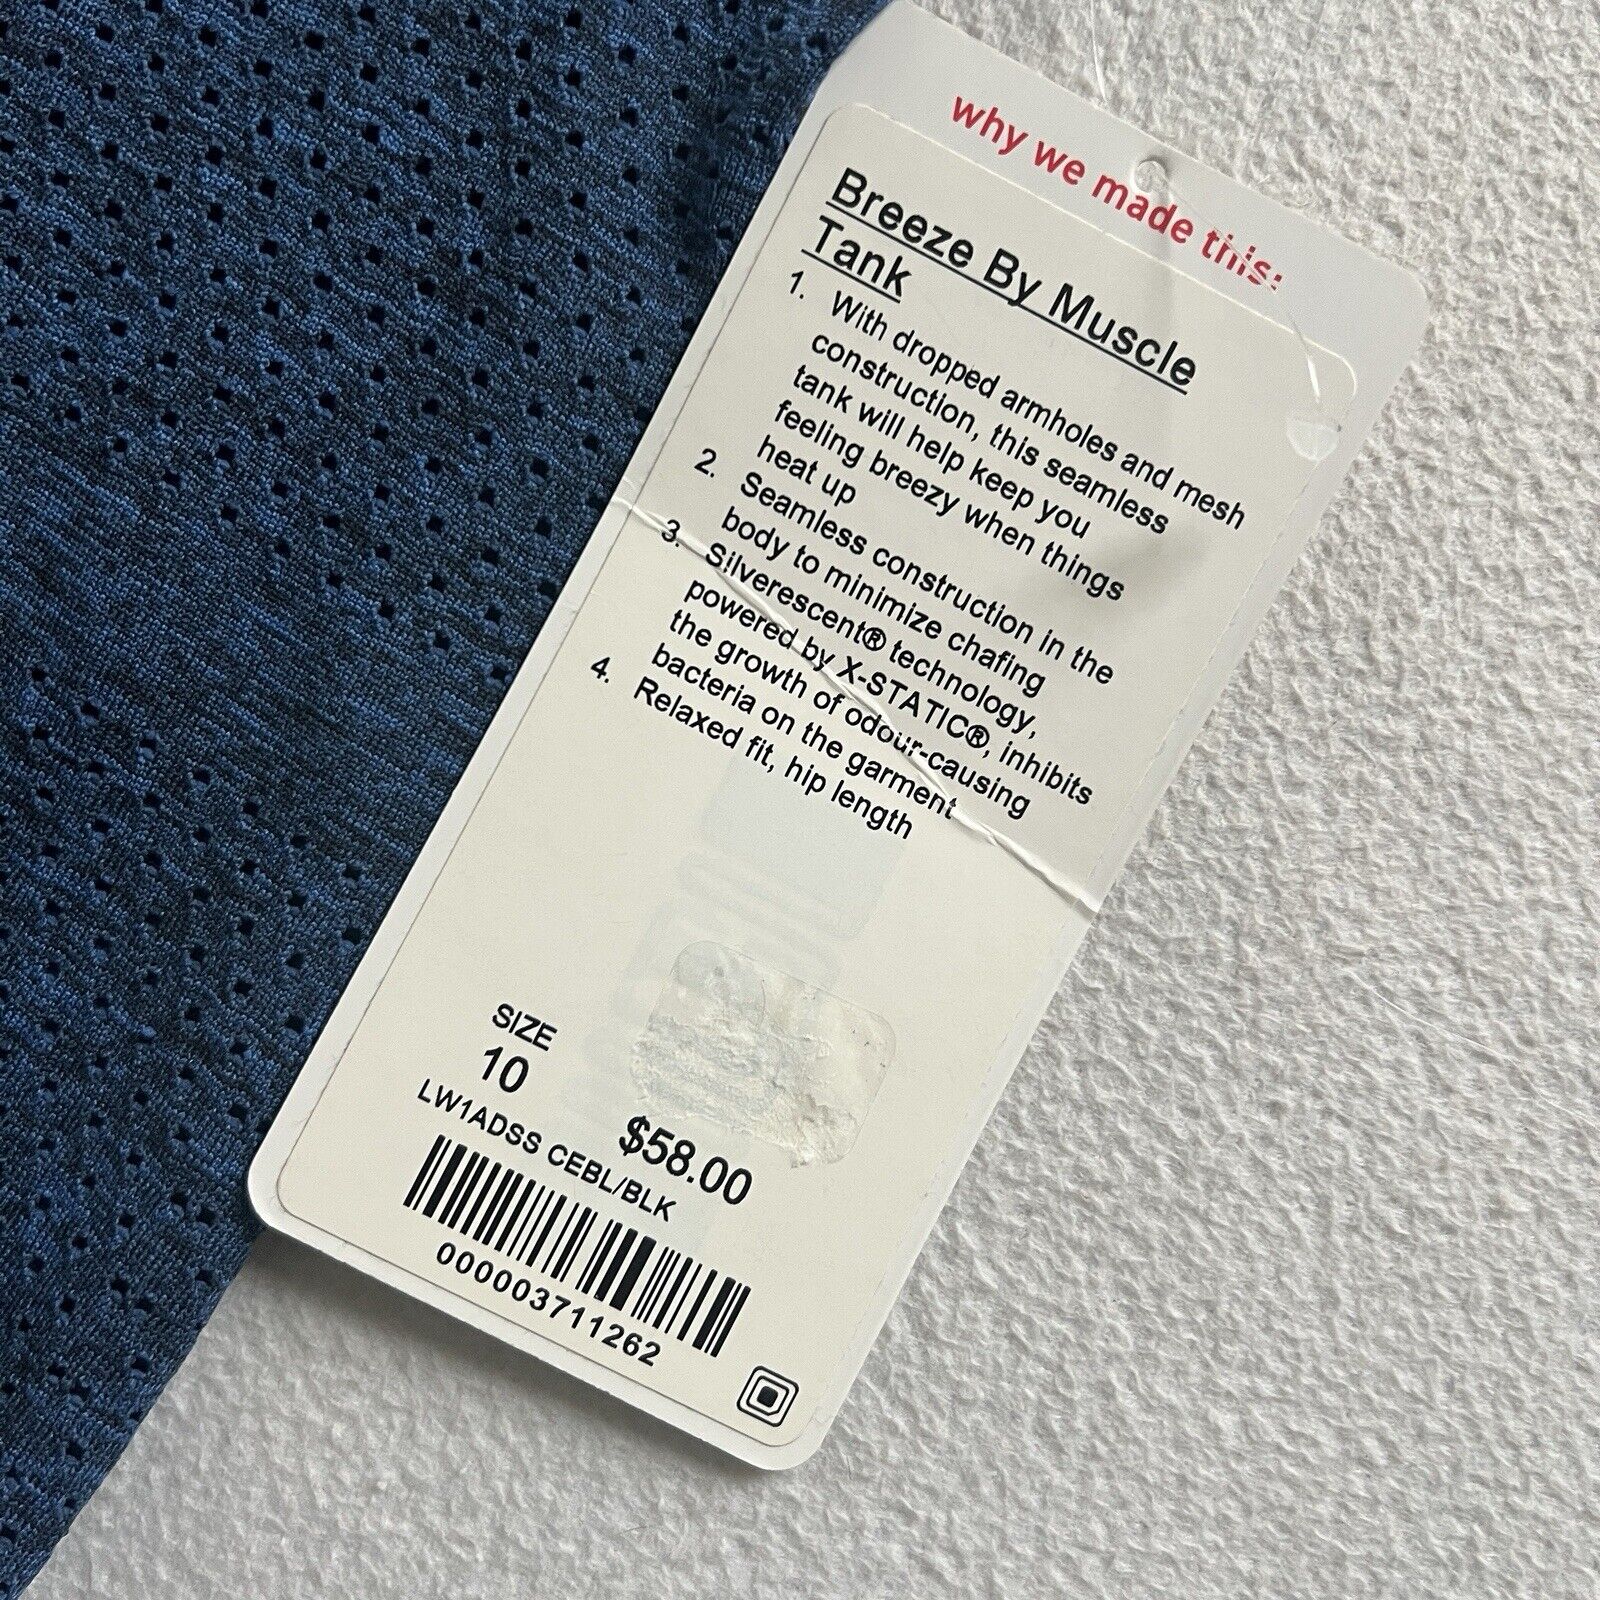 why we made this:
Breeze By Muscle
Tank
1. With dropped armholes and mesh
construction, this seamless
tank will help keep you
feeling breezy when things
heat up
2. Seamless construction in the
body to minimize chafing
3. Silverescent® technology,
powered by X-STATIC®, inhibits
the growth of odour-causing
bacteria on the garment
4. Relaxed fit, hip length
SIZE
10
$58.00
LW1ADSS CEBL/BLK
000003711262